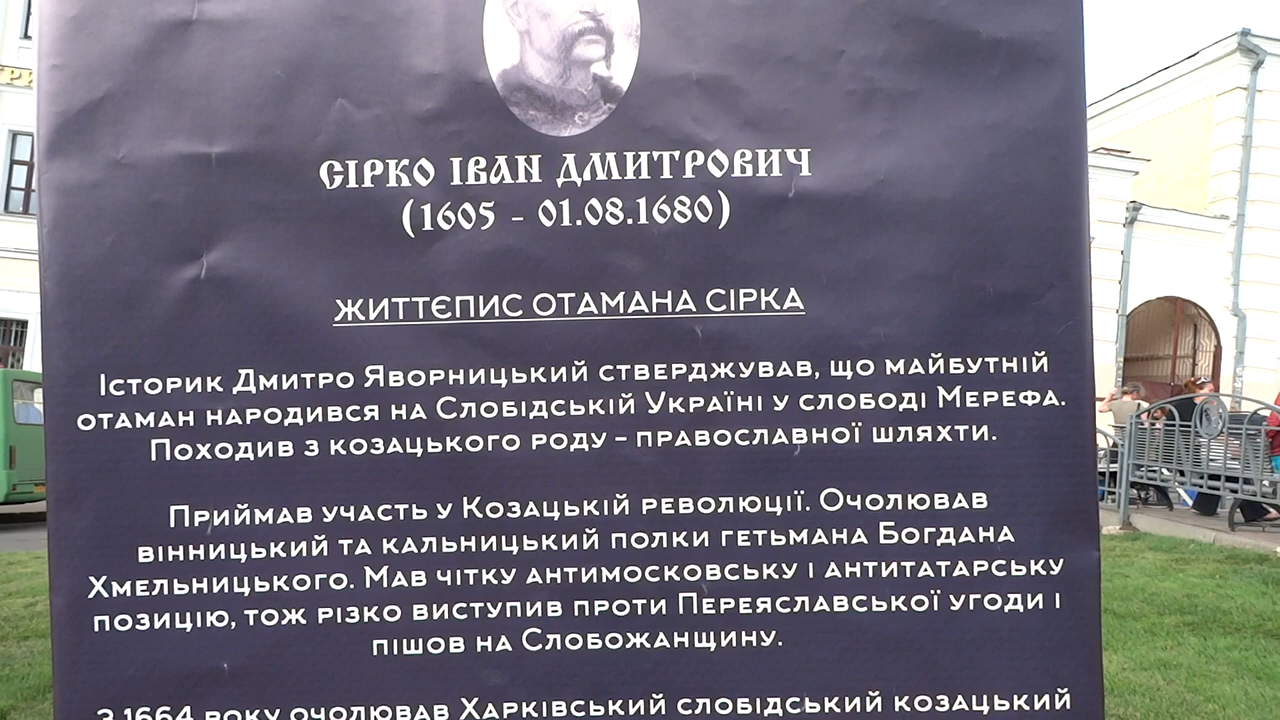 СІРКО ІВАН ДМИТРОВИЧ
(1605 - 01.08.1680)
ЖИТТЄПИС ОТАМАНА СІРКА
Історик Дмитро Яворницький стверджував, що майбутній
отаман народився на Слобідській Україні у слободі Мерефа.
Походив з козацького роду – православної шляхти.
Приймав участь у Козацькій революції. Очолював
вінницький та кальницький полки гетьмана Богдана
Хмельницького. Мав чітку антимосковську і антитатарську
позицію, тож різко виступив проти Переяславської угоди і
пішов на Слобожанщину.
З 1664 року очолював Харківський слобідський козацький